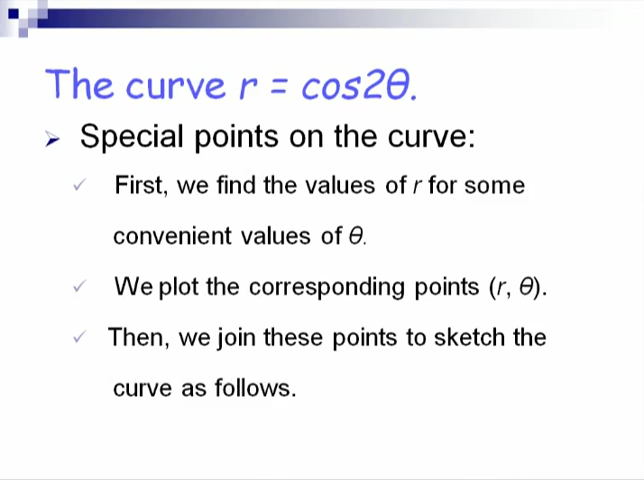 The curve r = cos2θ.
Special points on the curve:
First, we find the values of r for some
convenient values of θ.
We plot the corresponding points (r, θ).
Then, we join these points to sketch the
curve as follows.